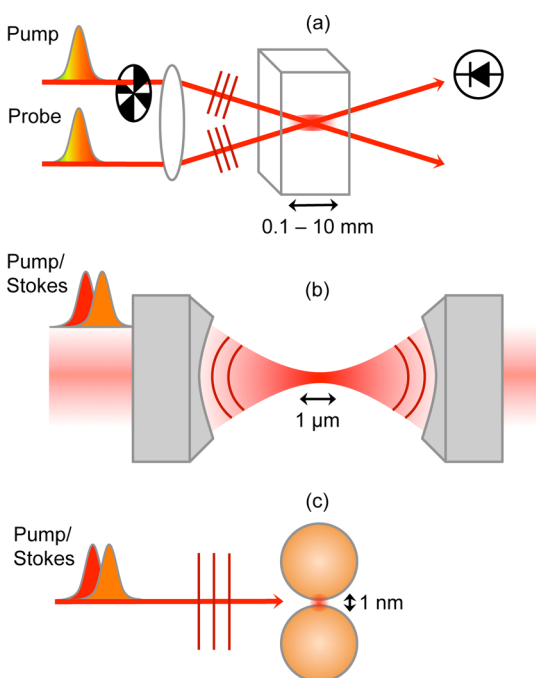 (a)
Pump
Probe
0.1 – 10 mm
Pump/
Stokes
(b)
1 µm
(c)
Pump/
Stokes
1 nm